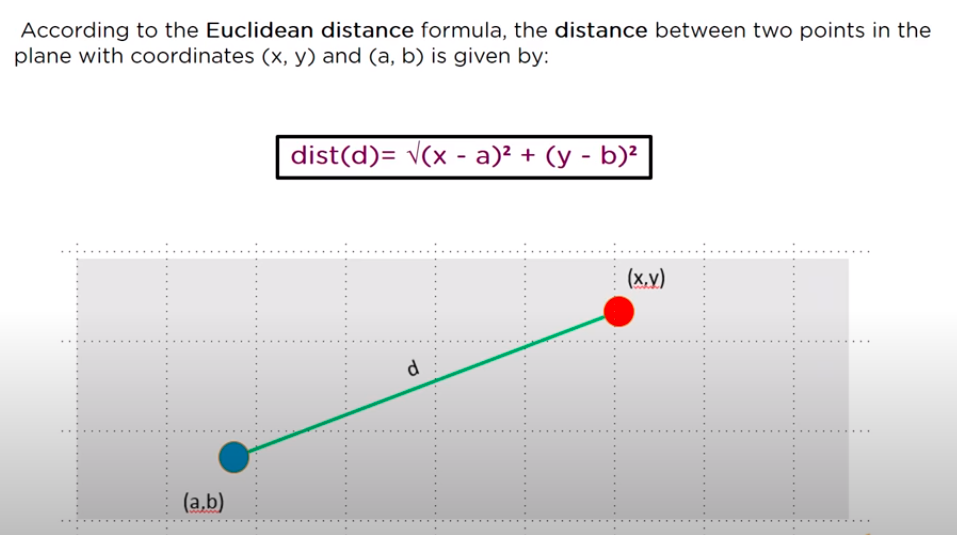 According to the Euclidean distance formula, the distance between two points in the
plane with coordinates (x, y) and (a, b) is given by:
dist(d)= √(x - a)² + (y - b)²
(x,y)
d
(a,b)